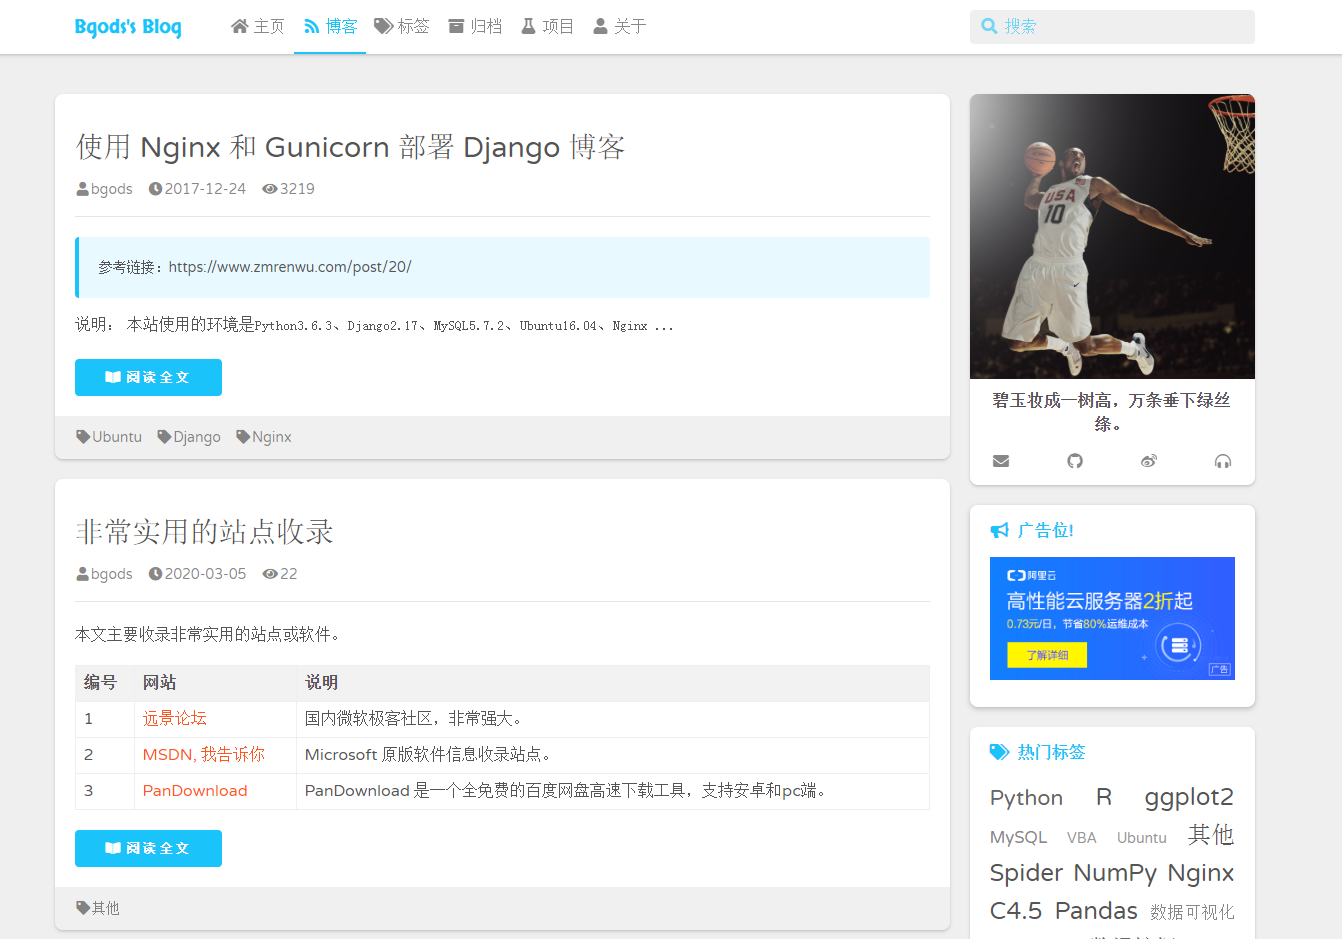 Bgods's Blog
主页
博客
标签
归档
项目
关于
搜索
使用 Nginx 和 Gunicorn 部署 Django 博客
bgods 2017-12-24 3219
参考链接：https://www.zmrenwu.com/post/20/
说明： 本站使用的环境是Python3.6.3、Django2.17、MySQL5.7.2、Ubuntu16.04、Nginx ...
阅读全文
Ubuntu Django Nginx
非常实用的站点收录
bgods 2020-03-05 22
本文主要收录非常实用的站点或软件。
编号 网站 说明
1 远景论坛 国内微软极客社区，非常强大。
2 MSDN, 我告诉你 Microsoft 原版软件信息收录站点。
3 PanDownload PanDownload 是一个全免费的百度网盘高速下载工具，支持安卓和pc端。
阅读全文
其他
USA
10
碧玉妆成一树高，万条垂下绿丝
绦。
广告位!
阿里云
高性能云服务器2折起
0.73元/日，节省80%运维成本
了解详细
广告
热门标签
Python R ggplot2
MySQL VBA Ubuntu 其他
Spider NumPy Nginx
C4.5 Pandas 数据可视化